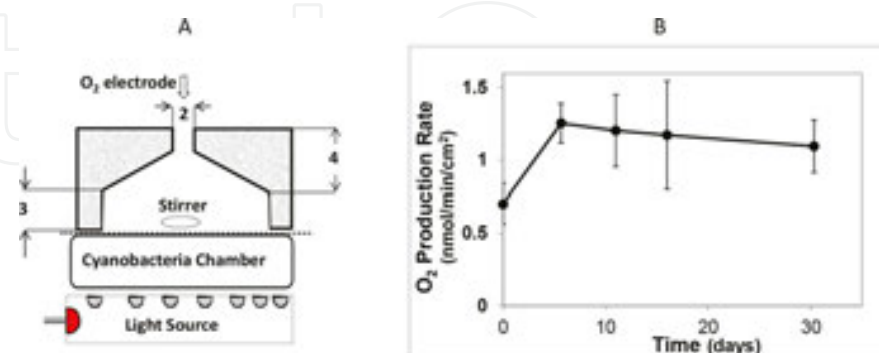 A
O₂ electrode
2
4
3
Stirrer
Cyanobacteria Chamber
Light Source
B
O₂ Production Rate
(nmol/min/cm²)
1.5
1
0.5
0
0 10 20 30
Time (days)